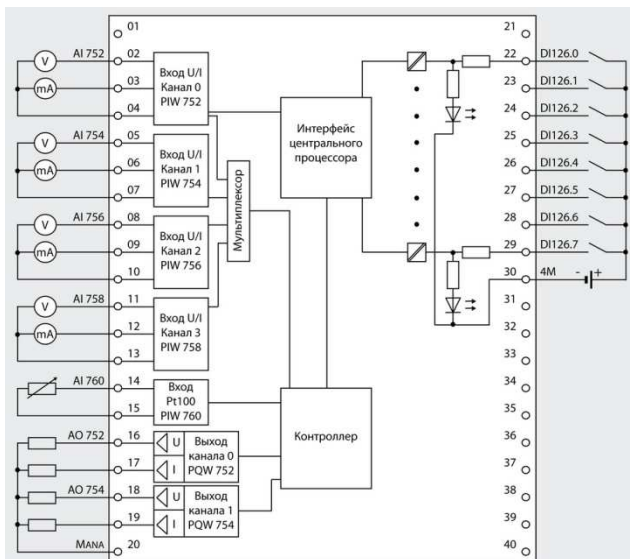 01
AI 752
02
V
03
mA
04
Вход U/I
Канал 0
PIW 752
AI 754
05
V
06
mA
07
Вход U/I
Канал 1
PIW 754
AI 756
08
V
09
mA
10
Вход U/I
Канал 2
PIW 756
AI 758
11
V
12
mA
13
Вход U/I
Канал 3
PIW 758
AI 760
14
15
Вход
Pt100
PIW 760
AO 752
16
17
U
I
Выход
канала 0
PQW 752
AO 754
18
19
U
I
Выход
канала 1
PQW 754
MANA
20
Мультиплексор
Интерфейс
центрального
процессора
Контроллер
21
22
DI126.0
23
DI126.1
24
DI126.2
25
DI126.3
26
DI126.4
27
DI126.5
28
DI126.6
29
DI126.7
30
4M
- +
31
32
33
34
35
36
37
38
39
40